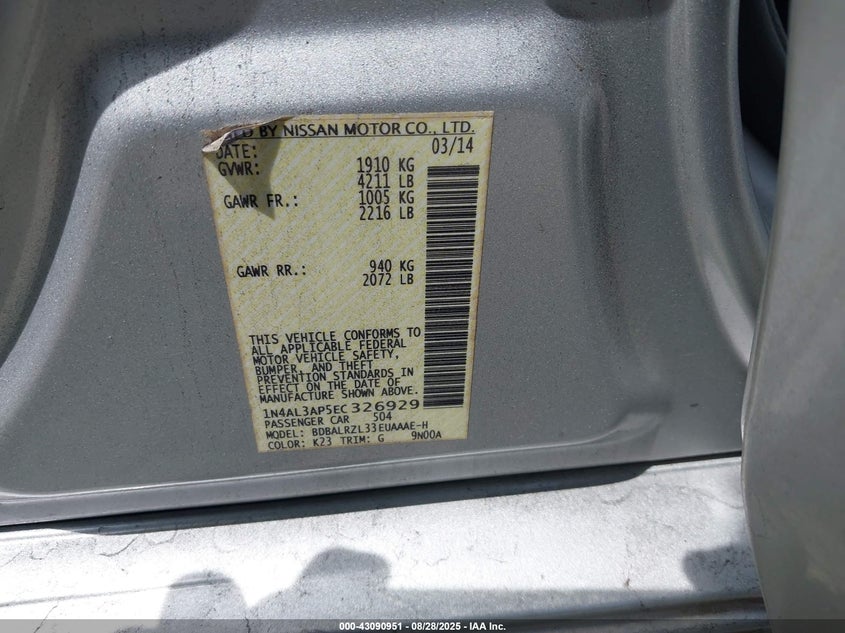 BY NISSAN MOTOR CO., LTD.
DATE: 03/14
GVWR: 1910 KG
4211 LB
GAWR FR.: 1005 KG
2216 LB
GAWR RR.: 940 KG
2072 LB
THIS VEHICLE CONFORMS TO
ALL APPLICABLE FEDERAL
MOTOR VEHICLE SAFETY,
BUMPER, AND THEFT
PREVENTION STANDARDS IN
EFFECT ON THE DATE OF
MANUFACTURE SHOWN ABOVE.
1N4AL3AP5EC326929
PASSENGER CAR 504
MODEL: BDBALRZL33EUAAAE-H
COLOR: K23 TRIM: G 9N00A
000-43090951 - 08/28/2025 - IAA Inc.